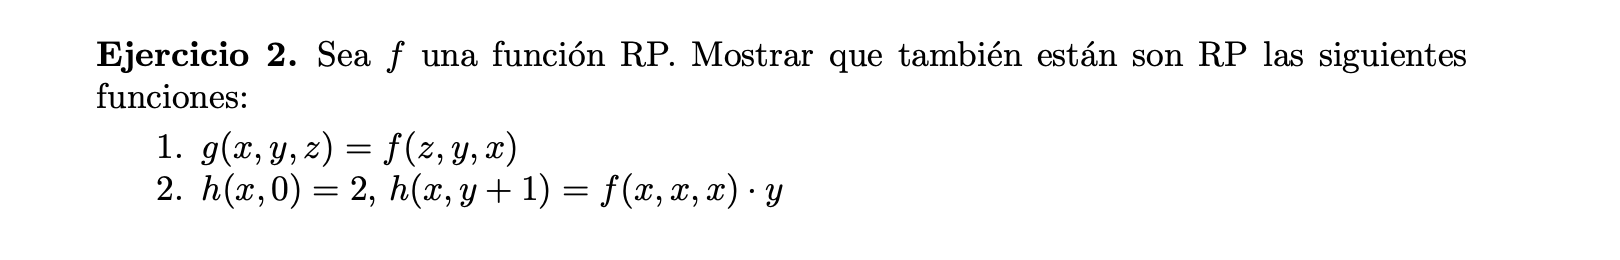 Ejercicio 2. Sea f una función RP. Mostrar que también están son RP las siguientes
funciones:
1. g(x, y, z) = f(z, y, x)
2. h(x, 0) = 2, h(x, y + 1) = f(x, x, x) · y